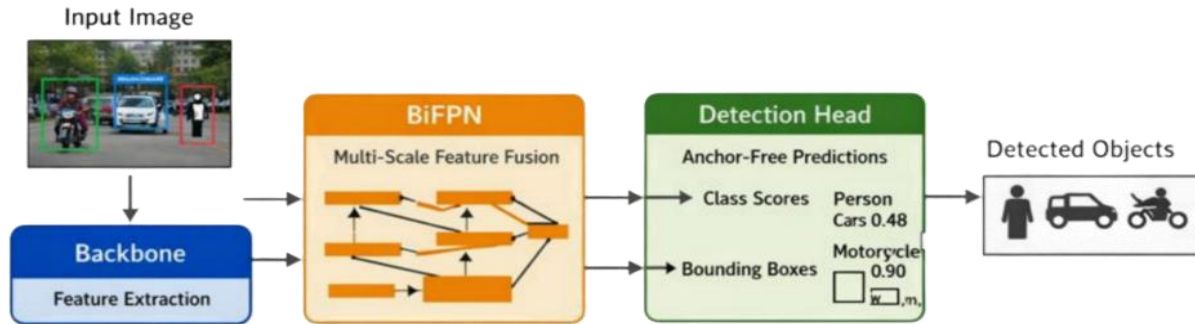 Input Image
Backbone
Feature Extraction
BiFPN
Multi-Scale Feature Fusion
Detection Head
Anchor-Free Predictions
Class Scores
Person
Cars 0.48
Bounding Boxes
Motorcycle
0.90
Detected Objects